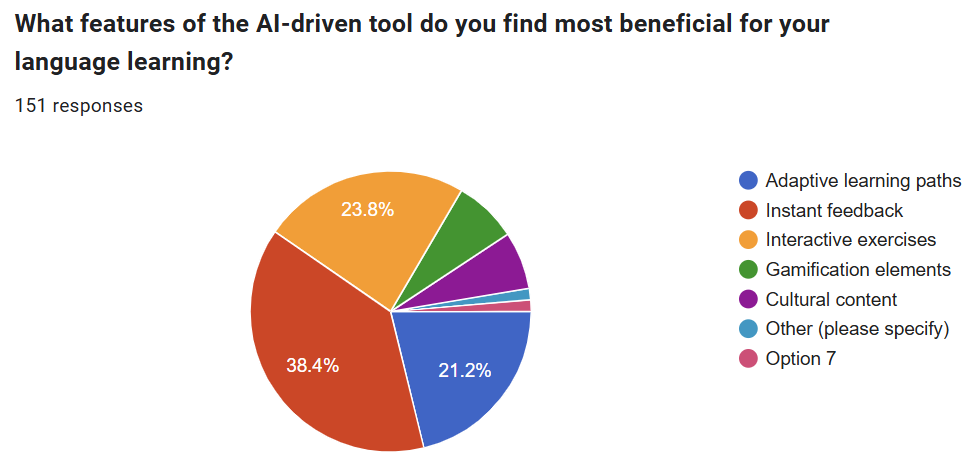 What features of the AI-driven tool do you find most beneficial for your
language learning?
151 responses
23.8%
38.4%
21.2%
Adaptive learning paths
Instant feedback
Interactive exercises
Gamification elements
Cultural content
Other (please specify)
Option 7